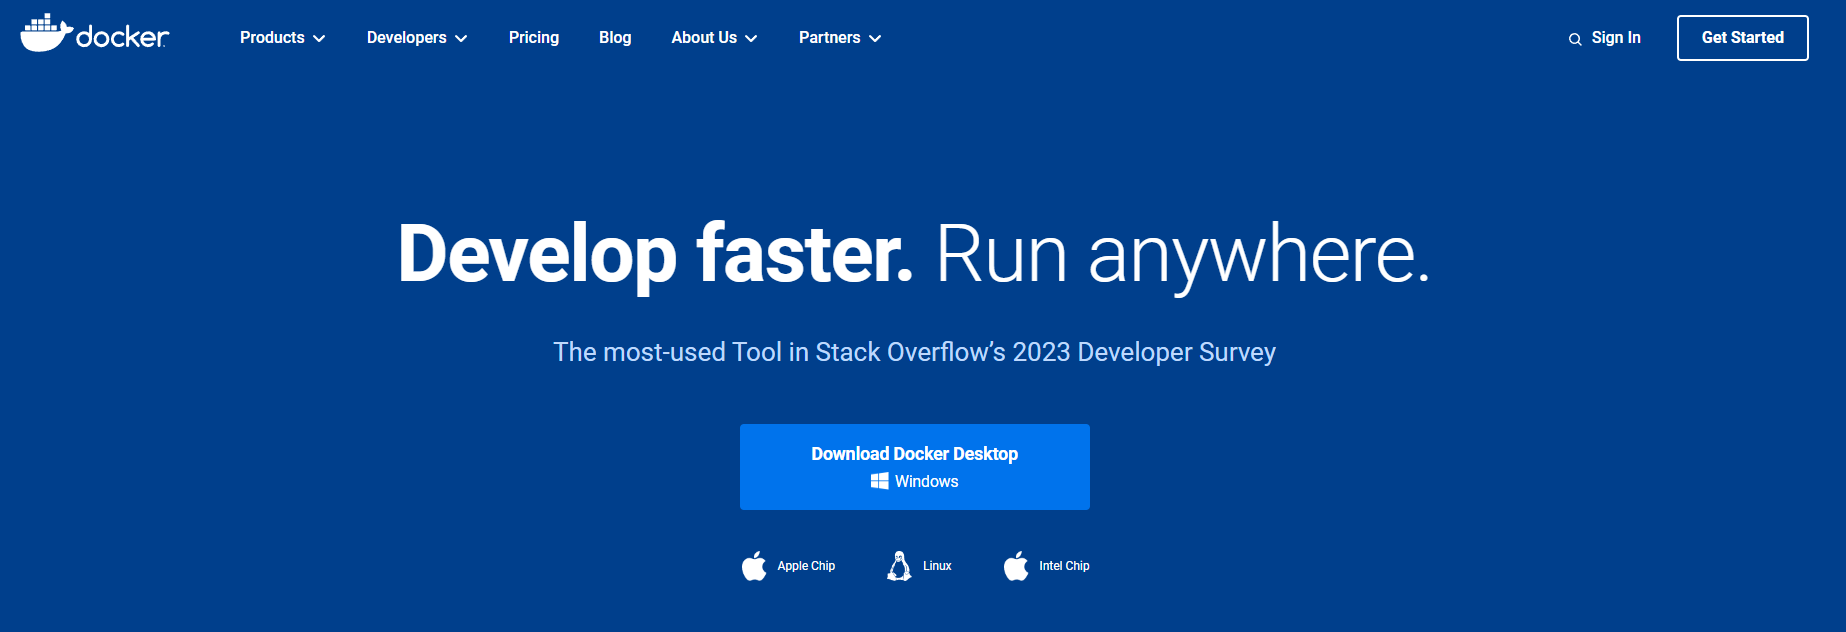 docker
Products Developers Pricing Blog About Us Partners Sign In Get Started
Develop faster. Run anywhere.
The most-used Tool in Stack Overflow’s 2023 Developer Survey
Download Docker Desktop
Windows
Apple Chip Linux Intel Chip